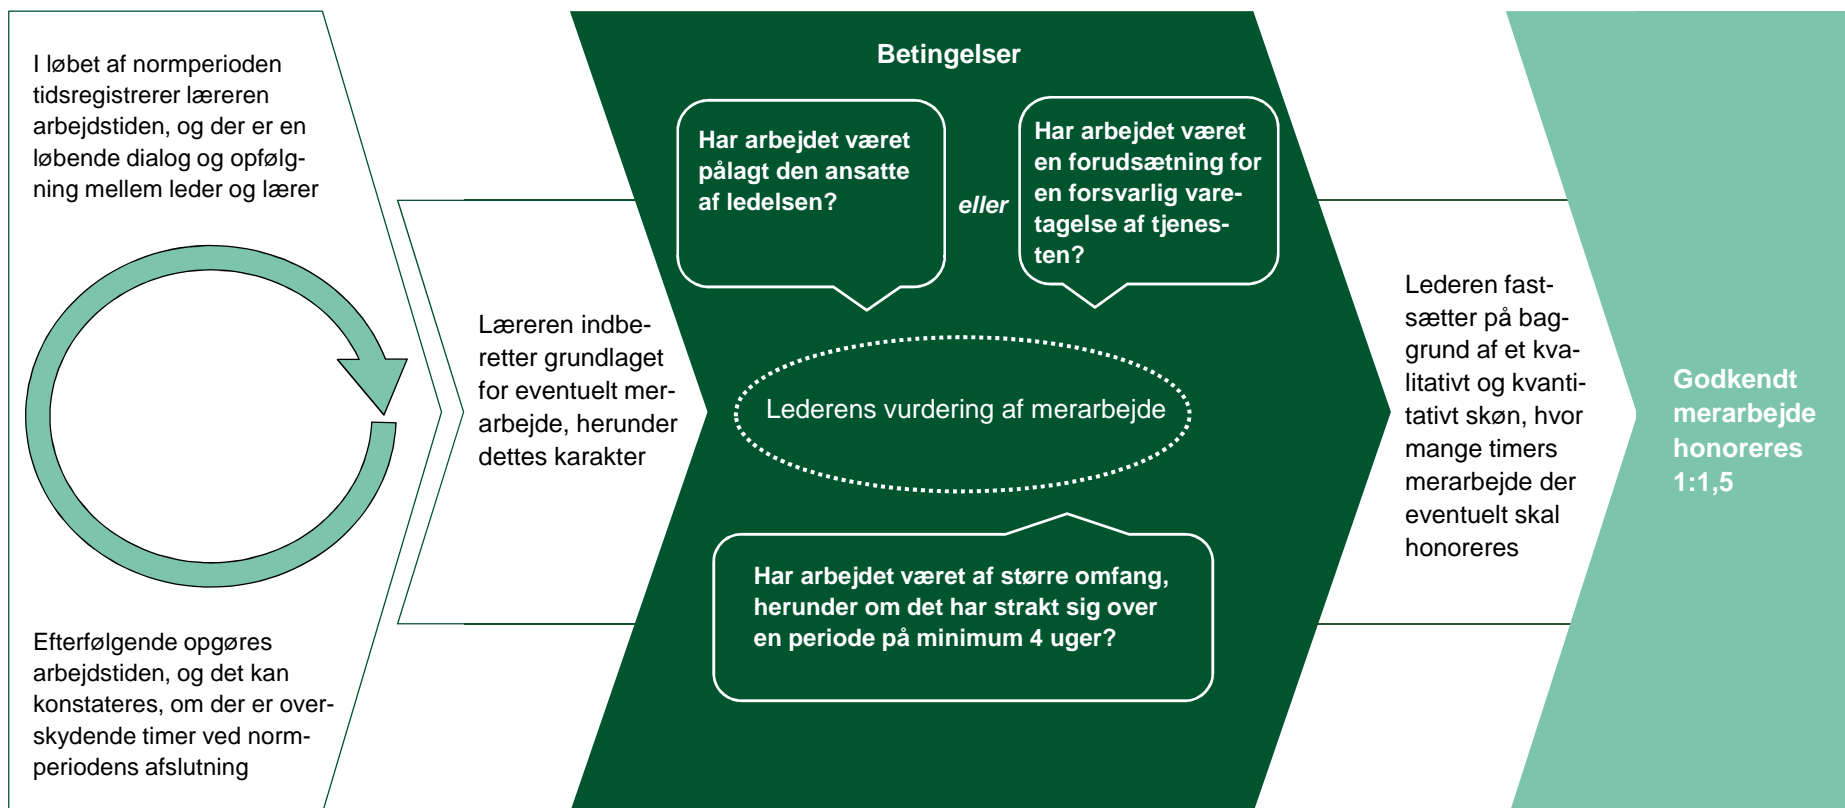 I løbet af normperioden
tidsregistrerer læreren
arbejdstiden, og der er en
løbende dialog og opfølg-
ning mellem leder og lærer
Efterfølgende opgøres
arbejdstiden, og det kan
konstateres, om der er over-
skydende timer ved norm-
periodens afslutning
Læreren indbe-
retter grundlaget
for eventuelt mer-
arbejde, herunder
dettes karakter
Betingelser
Har arbejdet været
pålagt den ansatte
af ledelsen?
eller
Har arbejdet været
en forudsætning for
en forsvarlig vare-
tagelse af tjenes-
ten?
Lederens vurdering af merarbejde
Har arbejdet været af større omfang,
herunder om det har strakt sig over
en periode på minimum 4 uger?
Lederen fast-
sætter på bag-
grund af et kva-
litativt og kvanti-
tativt skøn, hvor
mange timers
merarbejde der
eventuelt skal
honoreres
Godkendt
merarbejde
honoreres
1:1,5